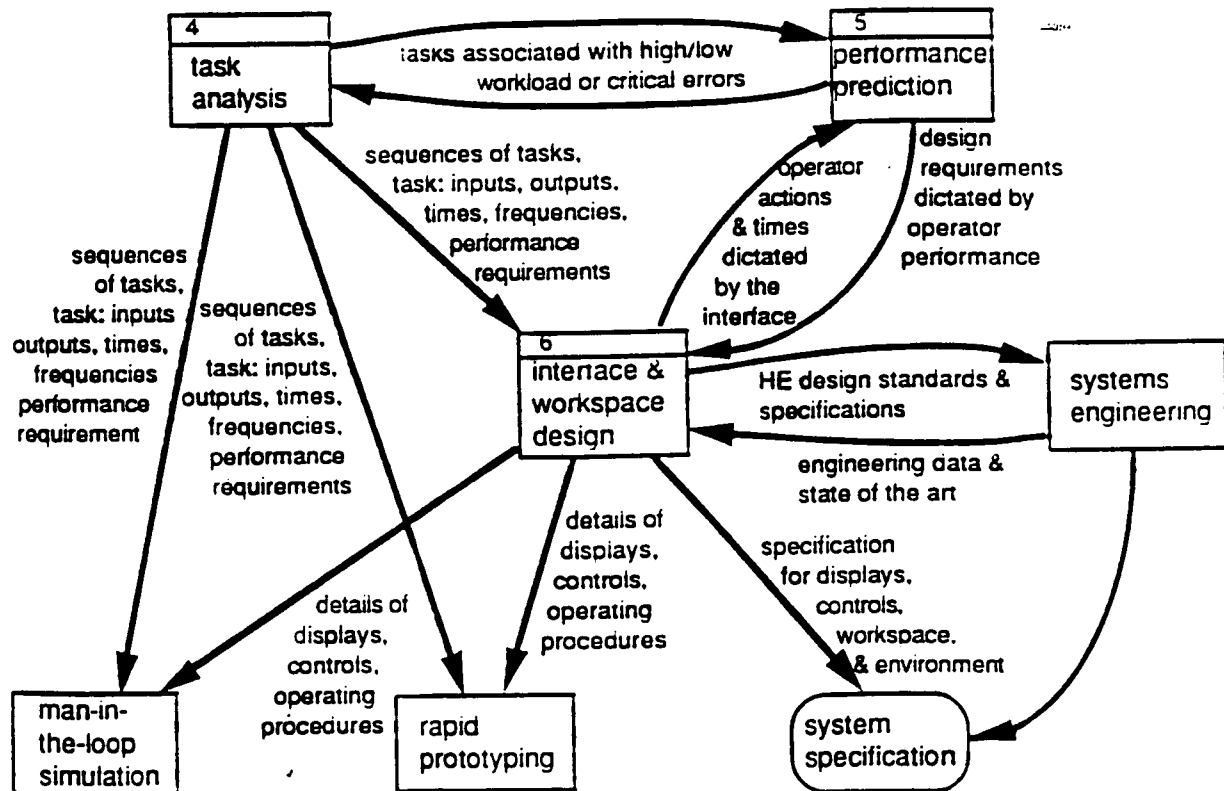 4
task
analysis
5
performance
prediction
tasks associated with high/low
workload or critical errors
sequences of tasks,
task: inputs, outputs,
times, frequencies,
performance
requirements
operator
actions
& times
dictated
by the
interface
design
requirements
dictated by
operator
performance
sequences
of tasks,
task: inputs
outputs, times,
frequencies
performance
requirement
sequences
of tasks,
task: inputs,
outputs, times,
frequencies,
performance
requirements
6
interface &
workspace
design
HE design standards &
specifications
systems
engineering
engineering data &
state of the art
details of
displays,
controls,
operating
procedures
details of
displays,
controls,
operating
procedures
specification
for displays,
controls,
workspace,
& environment
man-in-
the-loop
simulation
rapid
prototyping
system
specification